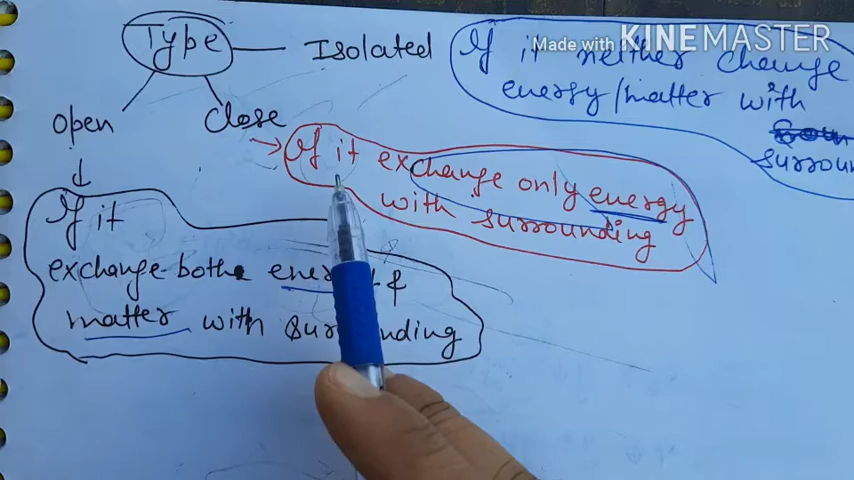 Made with KINEMASTER
Type
Isolated
If it neither change
energy/matter with
surroun
open
close
If it exchange only energy
with surrounding
If it
exchange both
matter with surrounding